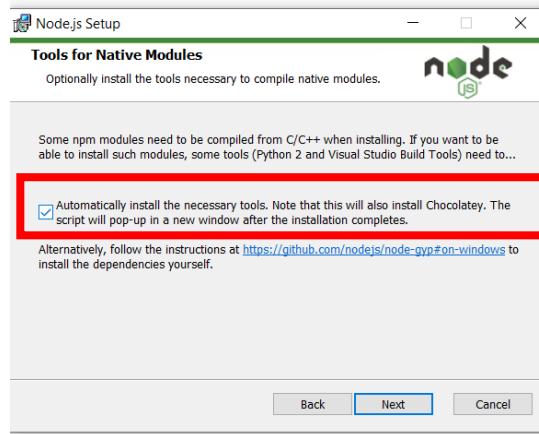 Node.js Setup
Tools for Native Modules
Optionally install the tools necessary to compile native modules.
node
JS
Some npm modules need to be compiled from C/C++ when installing. If you want to be
able to install such modules, some tools (Python 2 and Visual Studio Build Tools) need to...
Automatically install the necessary tools. Note that this will also install Chocolatey. The
script will pop-up in a new window after the installation completes.
Alternatively, follow the instructions at https://github.com/nodejs/node-gyp#on-windows to
install the dependencies yourself.
Back Next Cancel